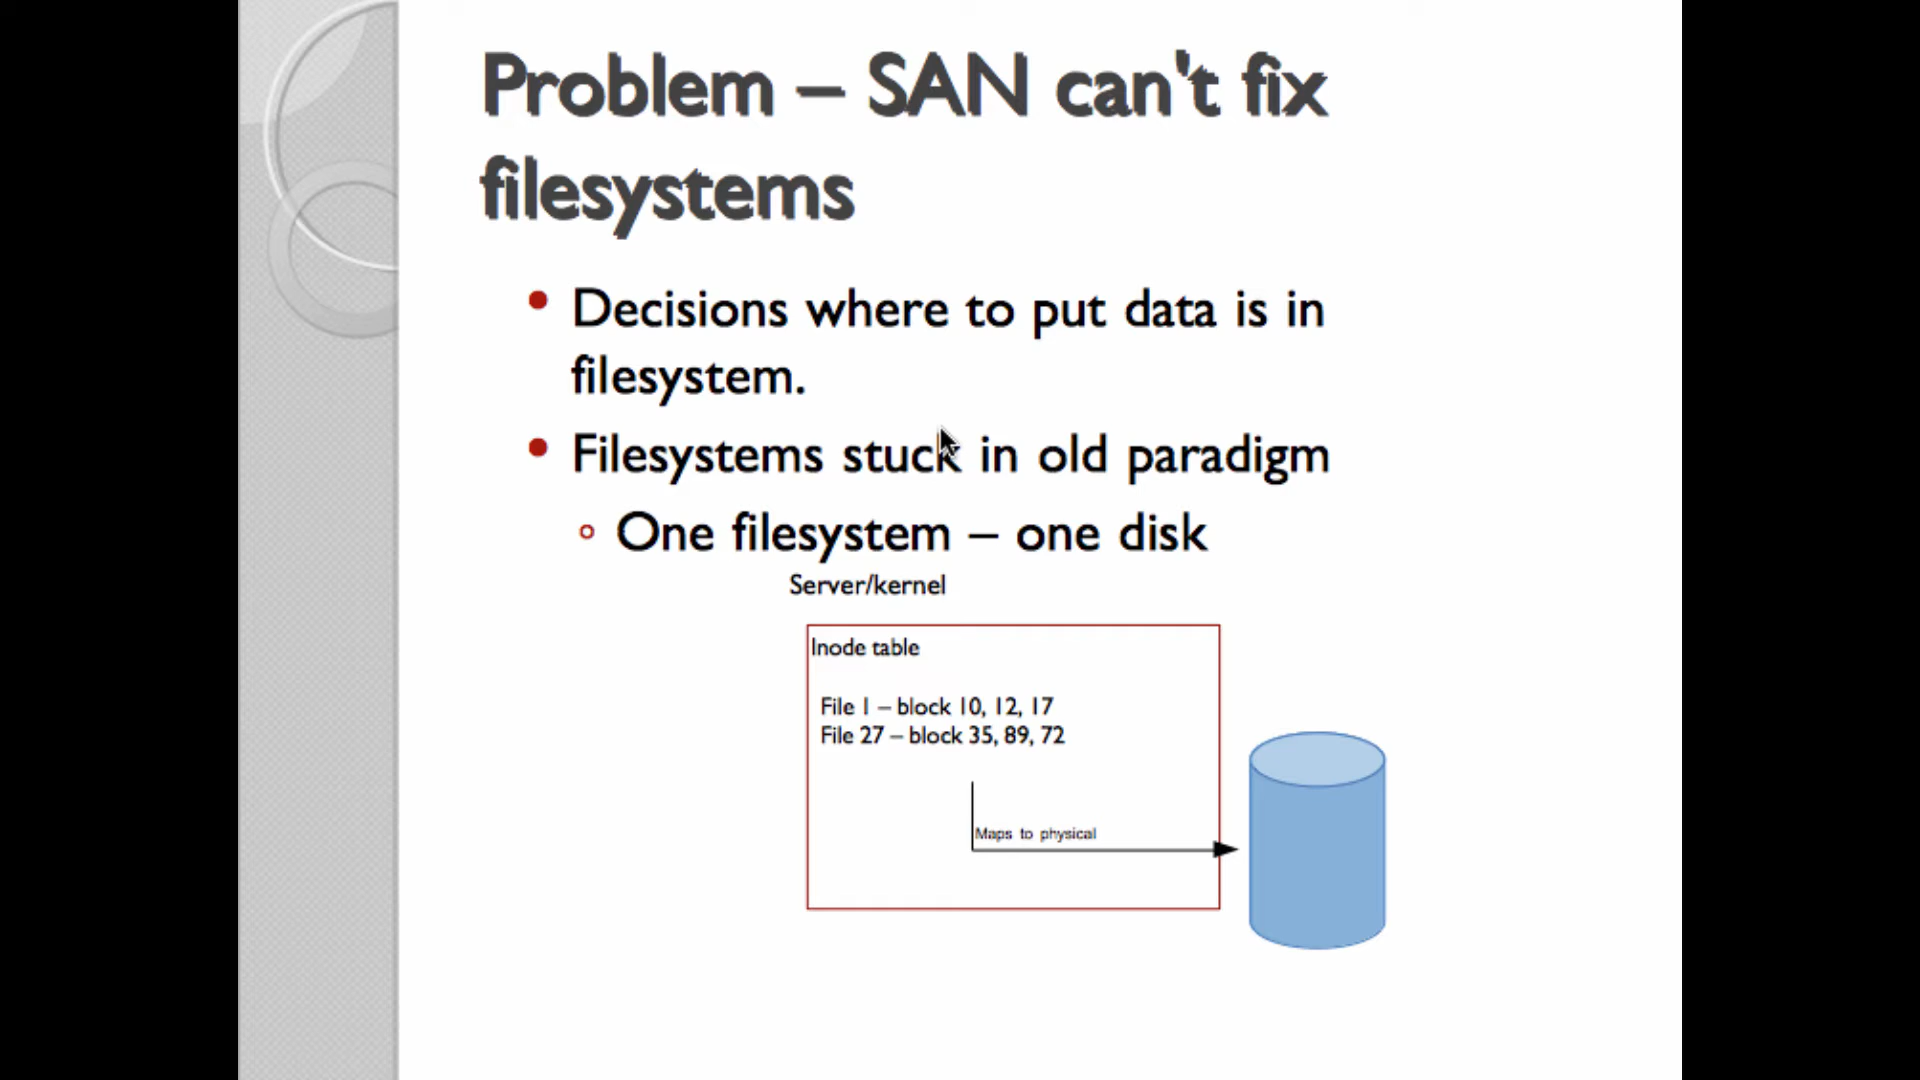 Problem – SAN can't fix
filesystems
• Decisions where to put data is in
filesystem.
• Filesystems stuck in old paradigm
◦ One filesystem – one disk
Server/kernel
Inode table
File 1 – block 10, 12, 17
File 27 – block 35, 89, 72
Maps to physical